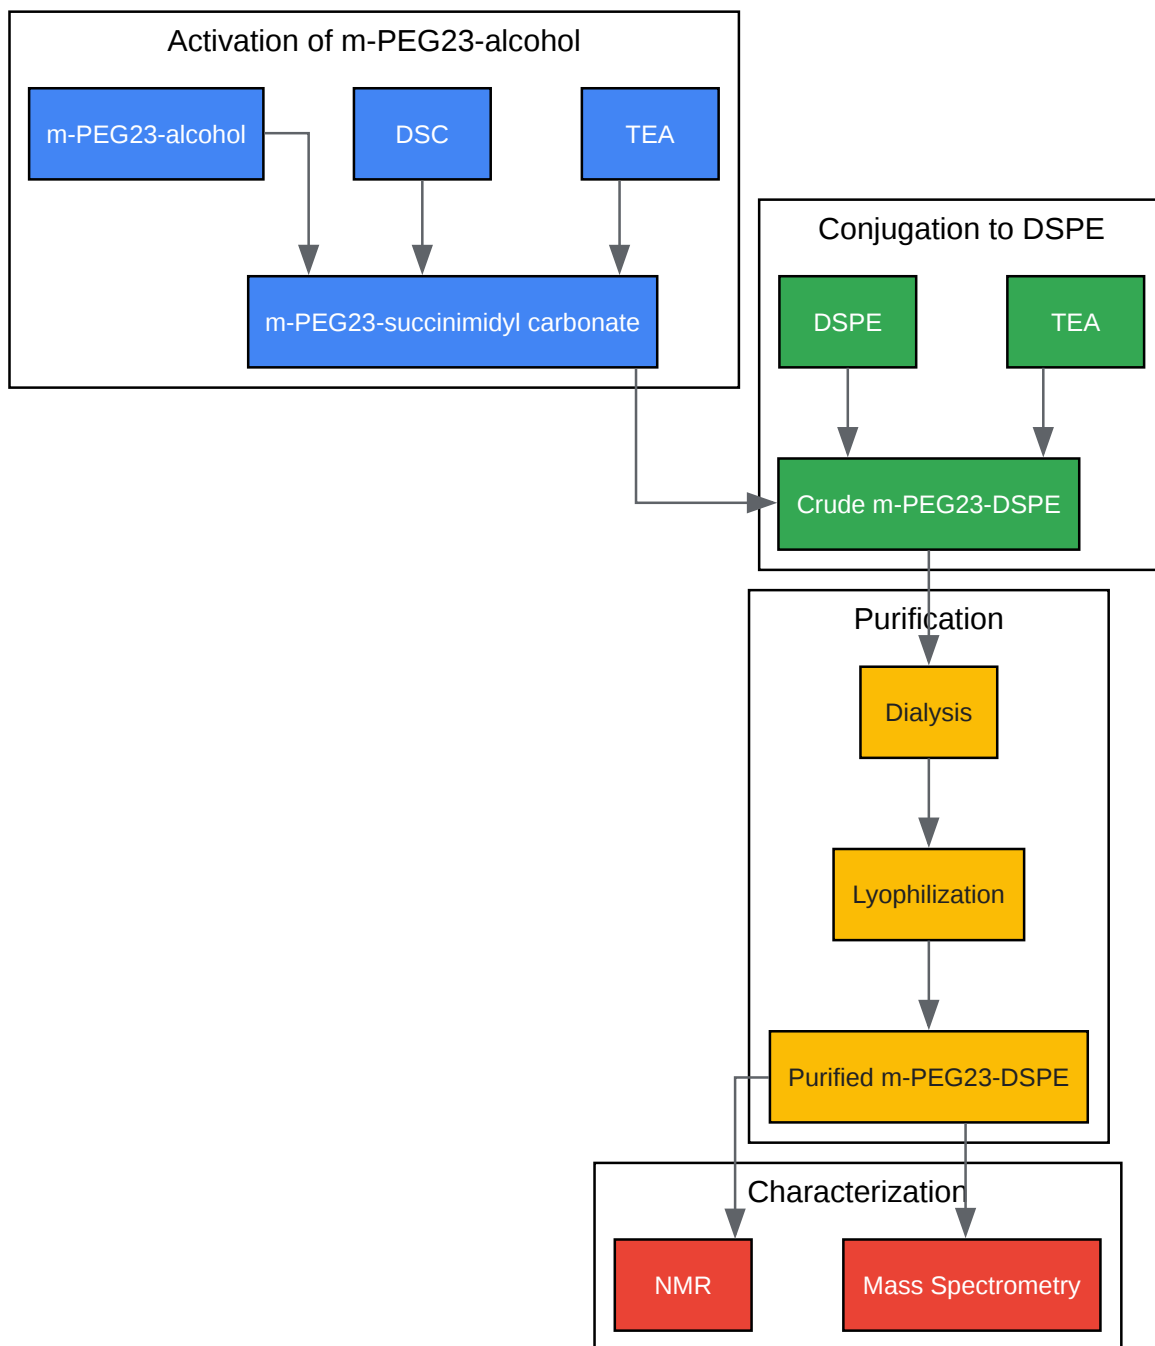 Activation of m-PEG23-alcohol
m-PEG23-alcohol
DSC
TEA
m-PEG23-succinimidyl carbonate
Conjugation to DSPE
DSPE
TEA
Crude m-PEG23-DSPE
Purification
Dialysis
Lyophilization
Purified m-PEG23-DSPE
Characterization
NMR
Mass Spectrometry